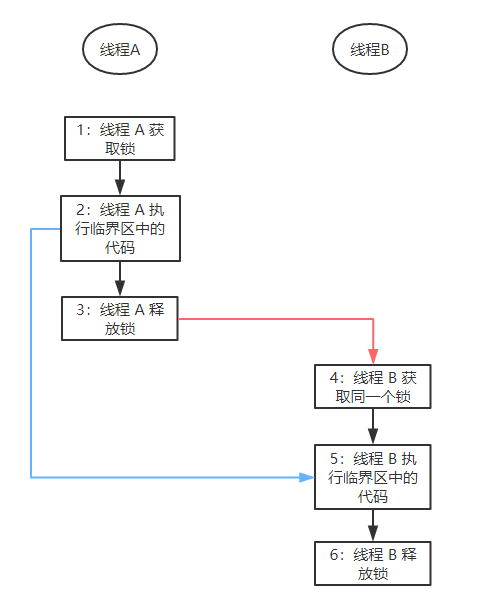 线程A
线程B
1：线程 A 获
取锁
2：线程 A 执
行临界区中的
代码
3：线程 A 释
放锁
4：线程 B 获
取同一个锁
5：线程 B 执
行临界区中的
代码
6：线程 B 释
放锁